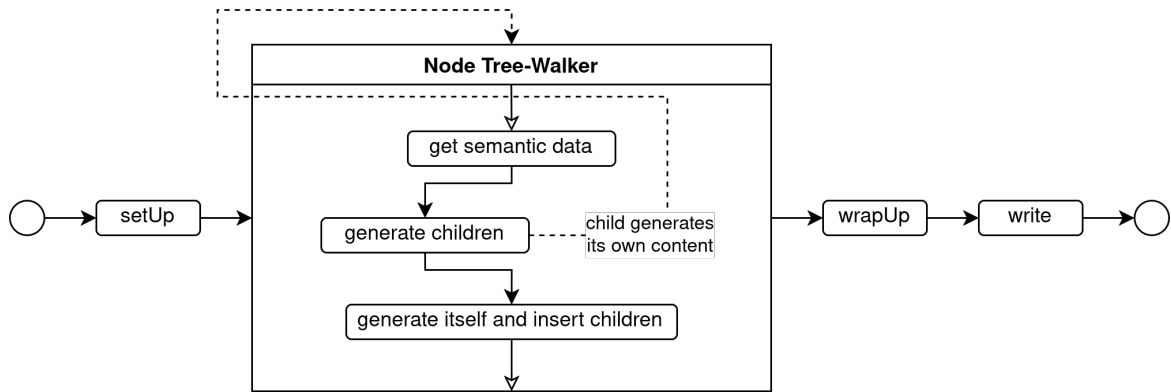 Node Tree-Walker
get semantic data
setUp
generate children
child generates
its own content
generate itself and insert children
wrapUp
write